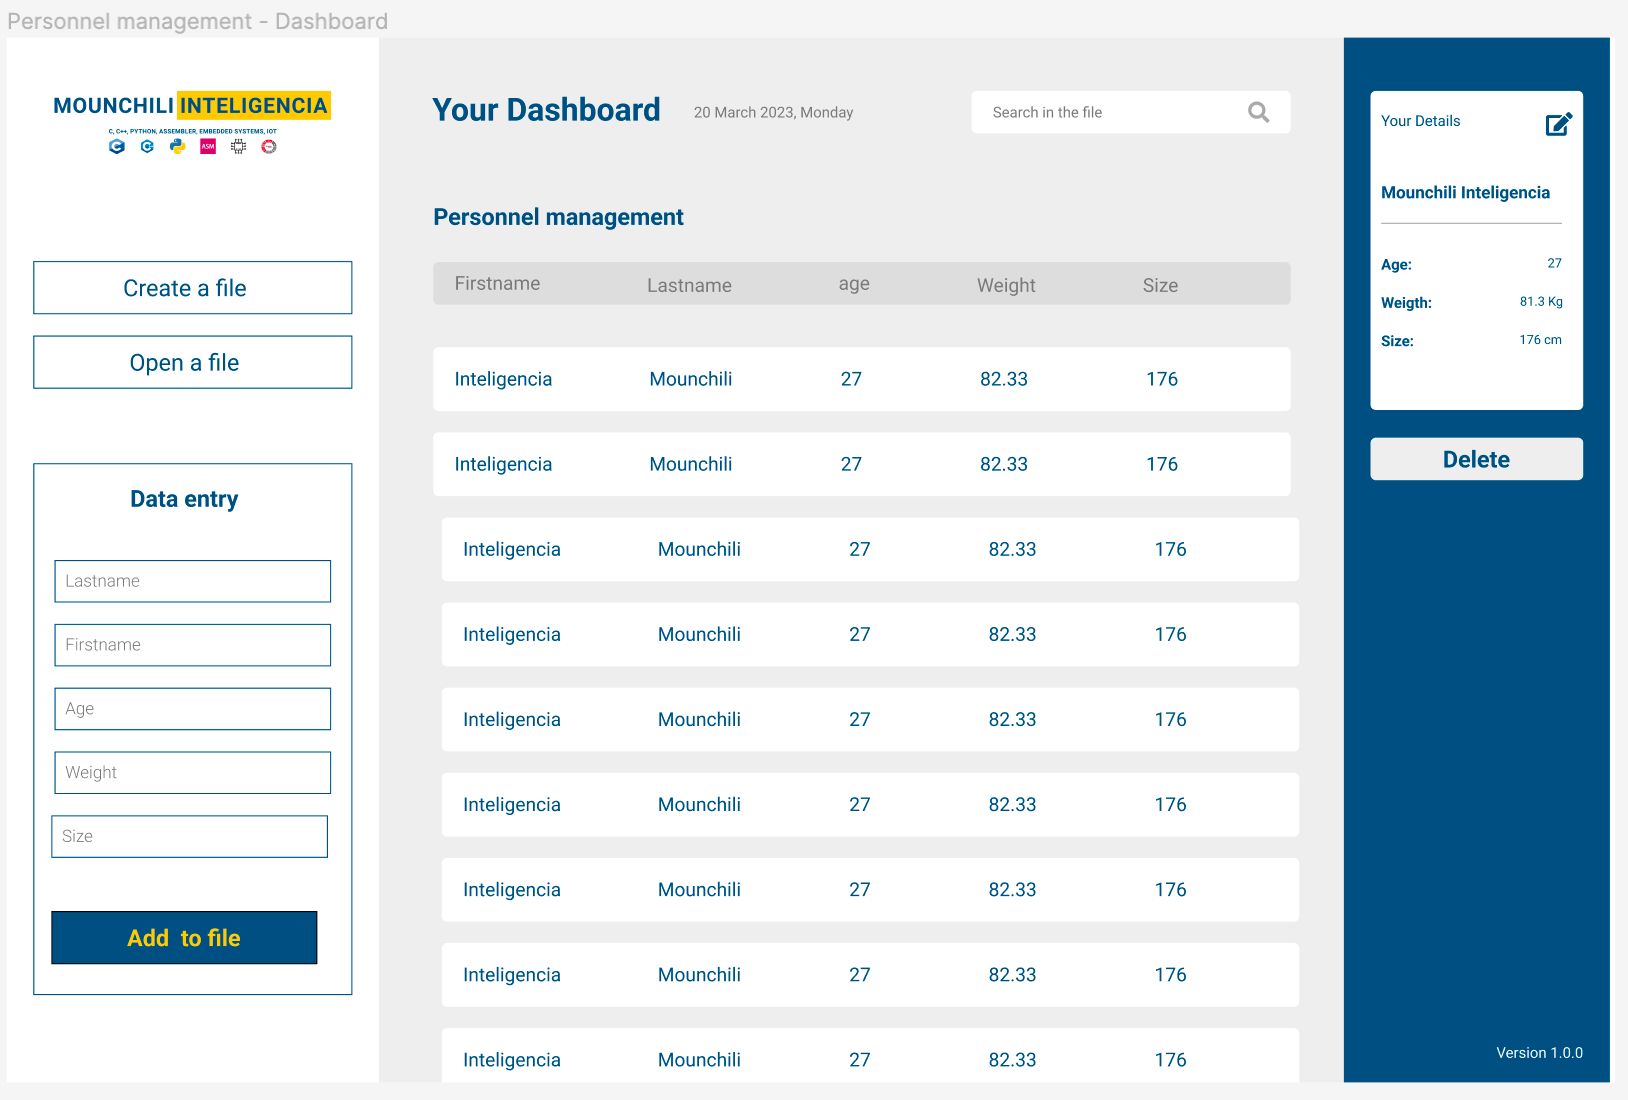 Personnel management - Dashboard
MOUNCHILI INTELIGENCIA
C, C++, PYTHON, ASSEMBLER, EMBEDDED SYSTEMS, IOT
ASM
Create a file
Open a file
Data entry
Lastname
Firstname
Age
Weight
Size
Add to file
Your Dashboard
20 March 2023, Monday
Search in the file
Personnel management
Firstname Lastname age Weight Size
Inteligencia Mounchili 27 82.33 176
Inteligencia Mounchili 27 82.33 176
Inteligencia Mounchili 27 82.33 176
Inteligencia Mounchili 27 82.33 176
Inteligencia Mounchili 27 82.33 176
Inteligencia Mounchili 27 82.33 176
Inteligencia Mounchili 27 82.33 176
Inteligencia Mounchili 27 82.33 176
Inteligencia Mounchili 27 82.33 176
Your Details
Mounchili Inteligencia
Age: 27
Weigth: 81.3 Kg
Size: 176 cm
Delete
Version 1.0.0